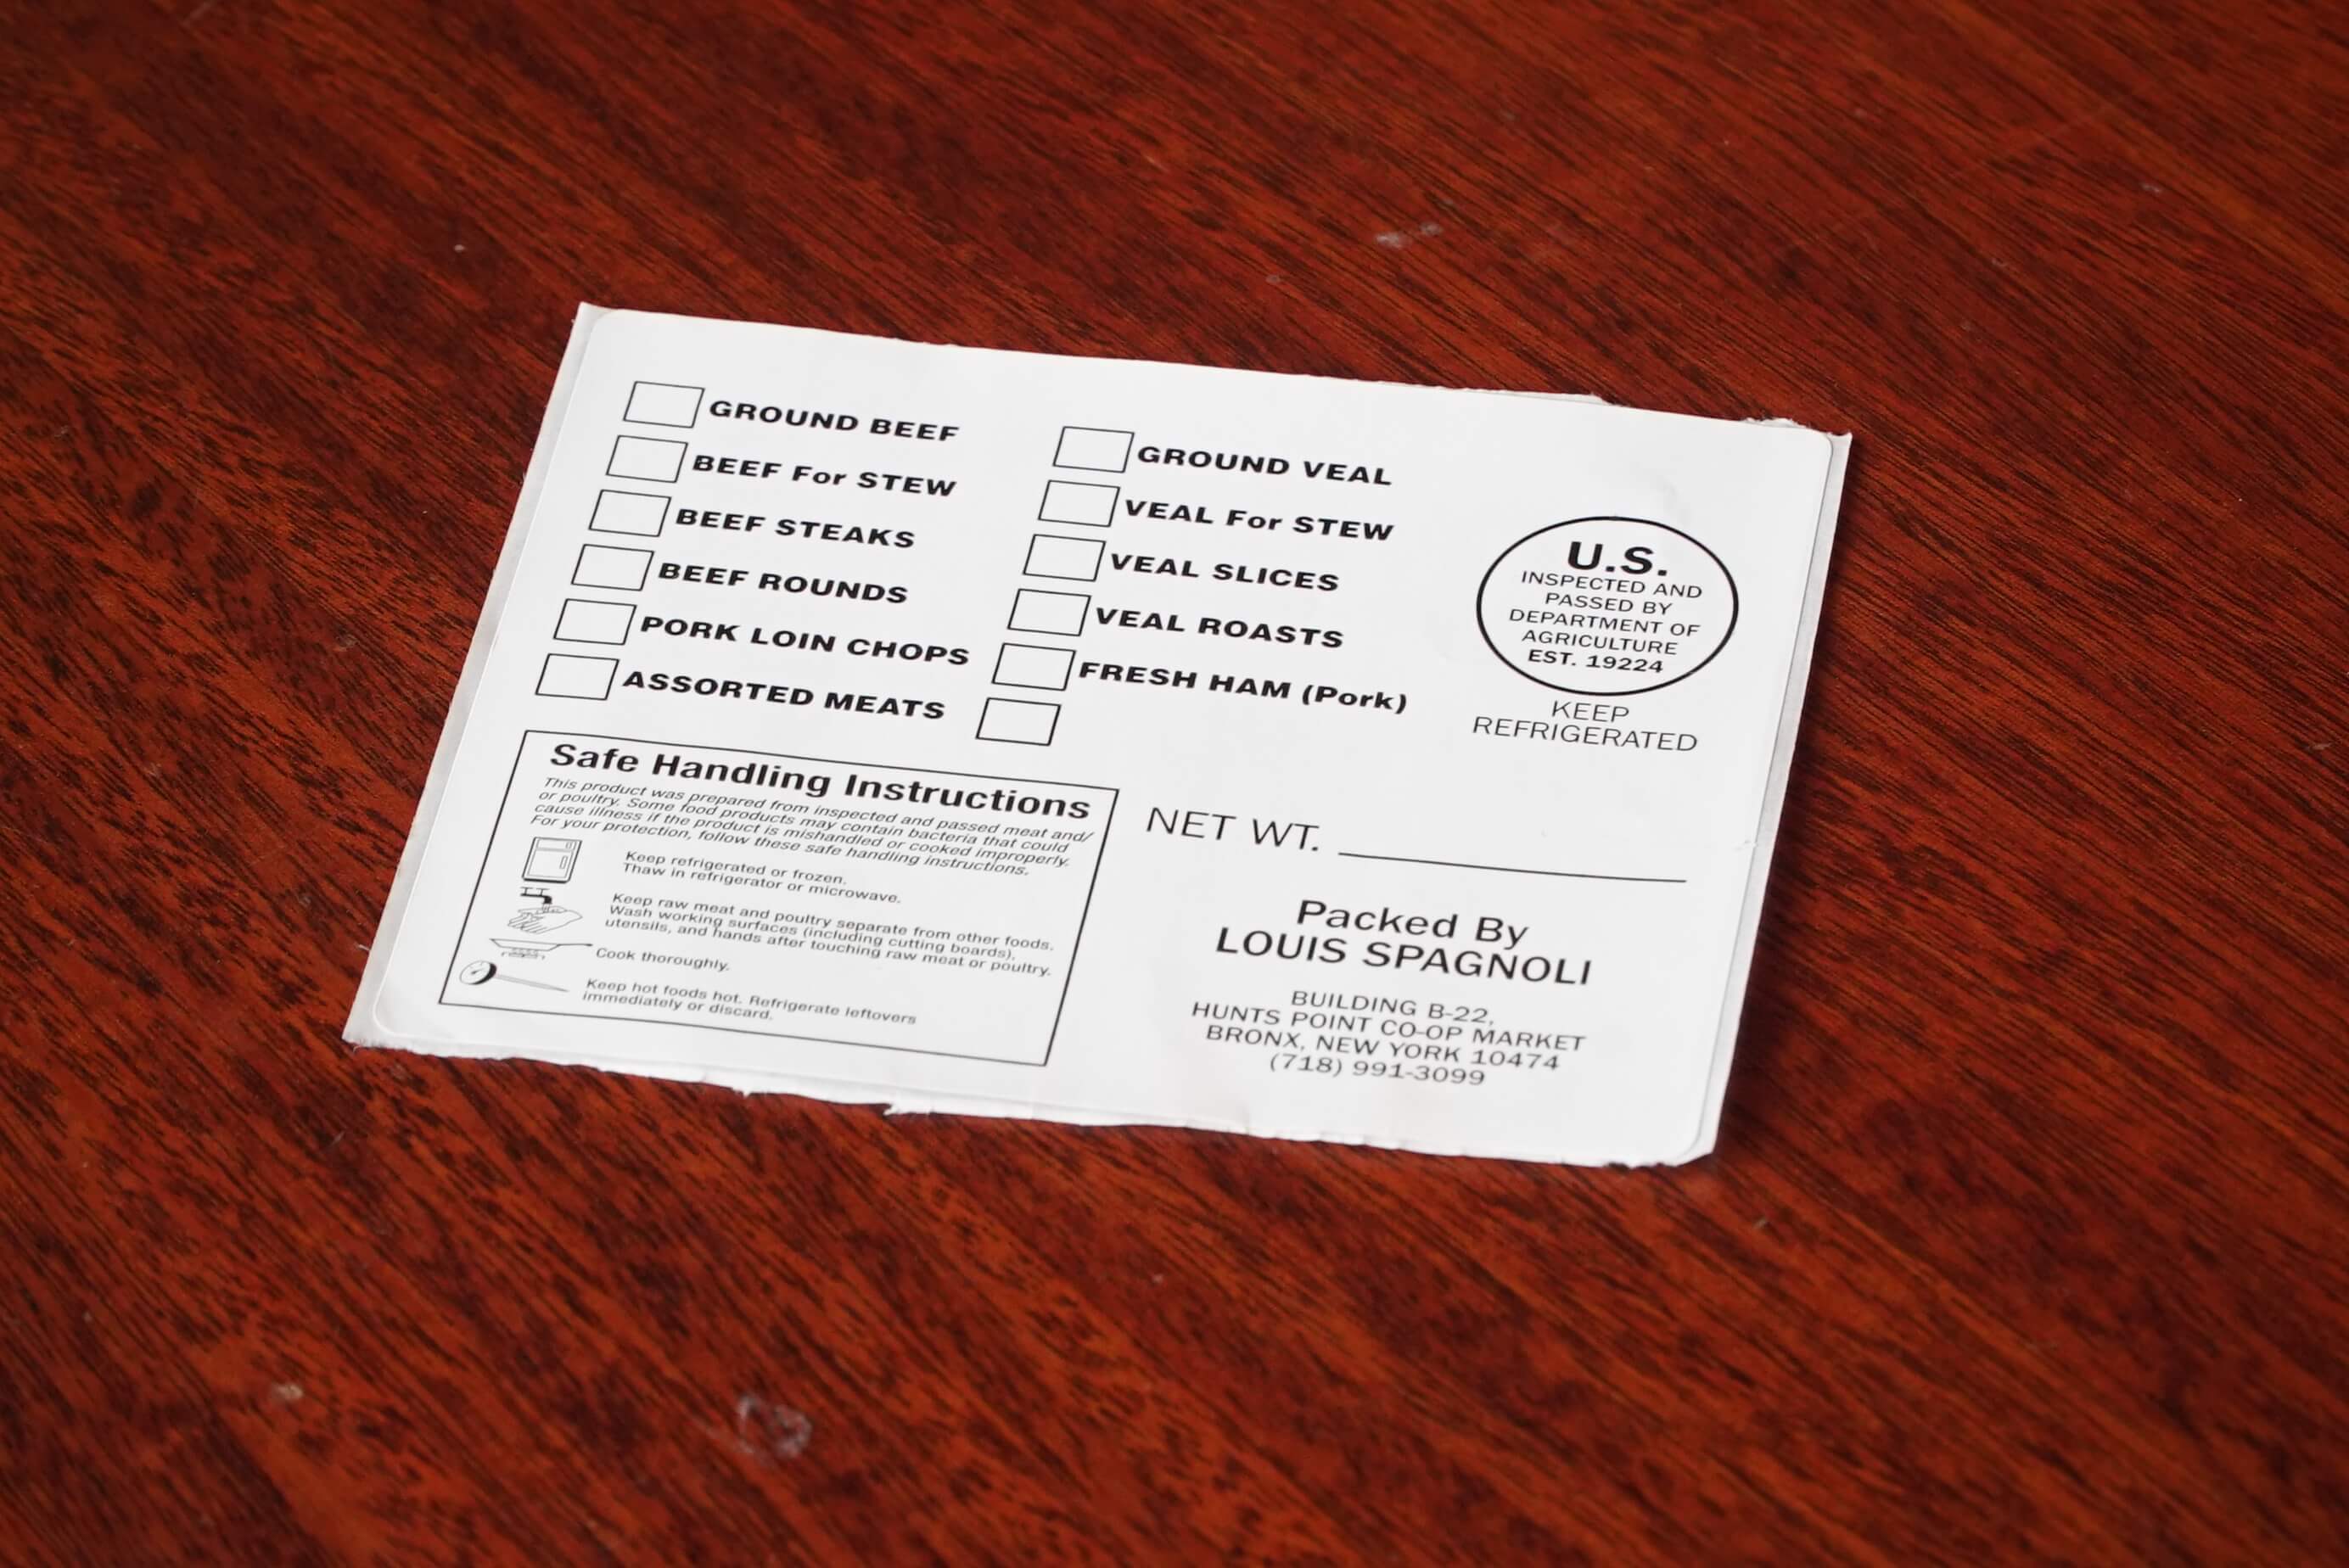 GROUND BEEF
BEEF For STEW
BEEF STEAKS
BEEF ROUNDS
PORK LOIN CHOPS
ASSORTED MEATS
GROUND VEAL
VEAL For STEW
VEAL SLICES
VEAL ROASTS
FRESH HAM (Pork)
U.S.
INSPECTED AND
PASSED BY
DEPARTMENT OF
AGRICULTURE
EST. 19224
KEEP
REFRIGERATED
Safe Handling Instructions
This product was prepared from inspected and passed meat and/
or poultry. Some food products may contain bacteria that could
cause illness if the product is mishandled or cooked improperly.
For your protection, follow these safe handling instructions.
Keep refrigerated or frozen.
Thaw in refrigerator or microwave.
Keep raw meat and poultry separate from other foods.
Wash working surfaces (including cutting boards),
utensils, and hands after touching raw meat or poultry.
Cook thoroughly.
Keep hot foods hot. Refrigerate leftovers
immediately or discard.
NET WT.
Packed By
LOUIS SPAGNOLI
BUILDING B-22,
HUNTS POINT CO-OP MARKET
BRONX, NEW YORK 10474
(718) 991-3099